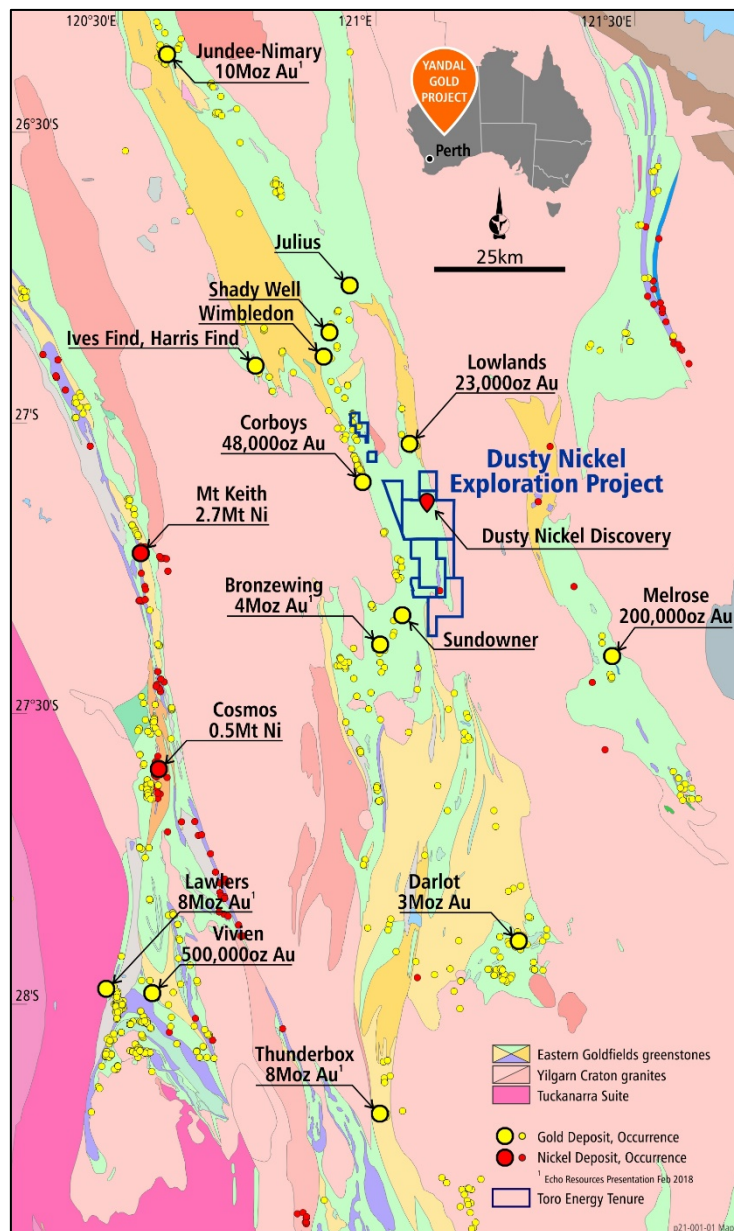 120°30'E
121°E
121°30'E
Jundee-Nimary
10Moz Au¹
YANDAL
GOLD
PROJECT
Perth
26°30'S
25km
Julius
Shady Well
Wimbledon
Ives Find, Harris Find
Lowlands
23,000oz Au
27°S
Corboys
48,000oz Au
Dusty Nickel
Exploration Project
Mt Keith
2.7Mt Ni
Dusty Nickel Discovery
Bronzewing
4Moz Au¹
Melrose
200,000oz Au
Sundowner
27°30'S
Cosmos
0.5Mt Ni
Lawlers
8Moz Au¹
Darlot
3Moz Au
Vivien
500,000oz Au
28°S
Thunderbox
8Moz Au¹
Eastern Goldfields greenstones
Yilgarn Craton granites
Tuckanarra Suite
Gold Deposit, Occurrence
Nickel Deposit, Occurrence
¹ Echo Resources Presentation Feb 2018
Toro Energy Tenure
p21-001-01 Map